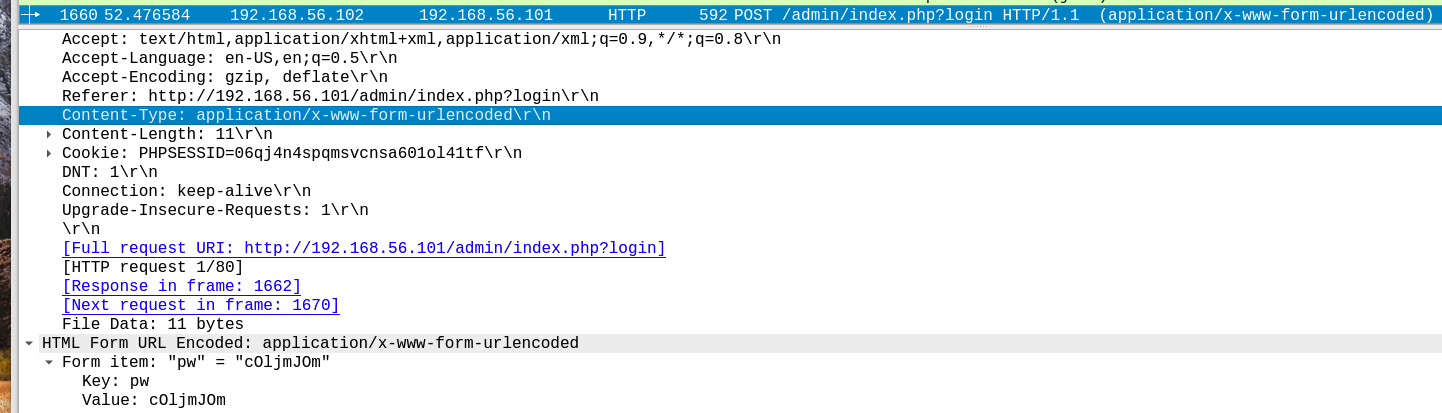 1660 52.476584 192.168.56.102 192.168.56.101 HTTP 592 POST /admin/index.php?login HTTP/1.1 (application/x-www-form-urlencoded)
Accept: text/html,application/xhtml+xml,application/xml;q=0.9,*/*;q=0.8\r\n
Accept-Language: en-US,en;q=0.5\r\n
Accept-Encoding: gzip, deflate\r\n
Referer: http://192.168.56.101/admin/index.php?login\r\n
Content-Type: application/x-www-form-urlencoded\r\n
Content-Length: 11\r\n
Cookie: PHPSESSID=06qj4n4spqmsvcnsa601ol41tf\r\n
DNT: 1\r\n
Connection: keep-alive\r\n
Upgrade-Insecure-Requests: 1\r\n
\r\n
[Full request URI: http://192.168.56.101/admin/index.php?login]
[HTTP request 1/80]
[Response in frame: 1662]
[Next request in frame: 1670]
File Data: 11 bytes
HTML Form URL Encoded: application/x-www-form-urlencoded
Form item: "pw" = "cOljmJOm"
Key: pw
Value: cOljmJOm